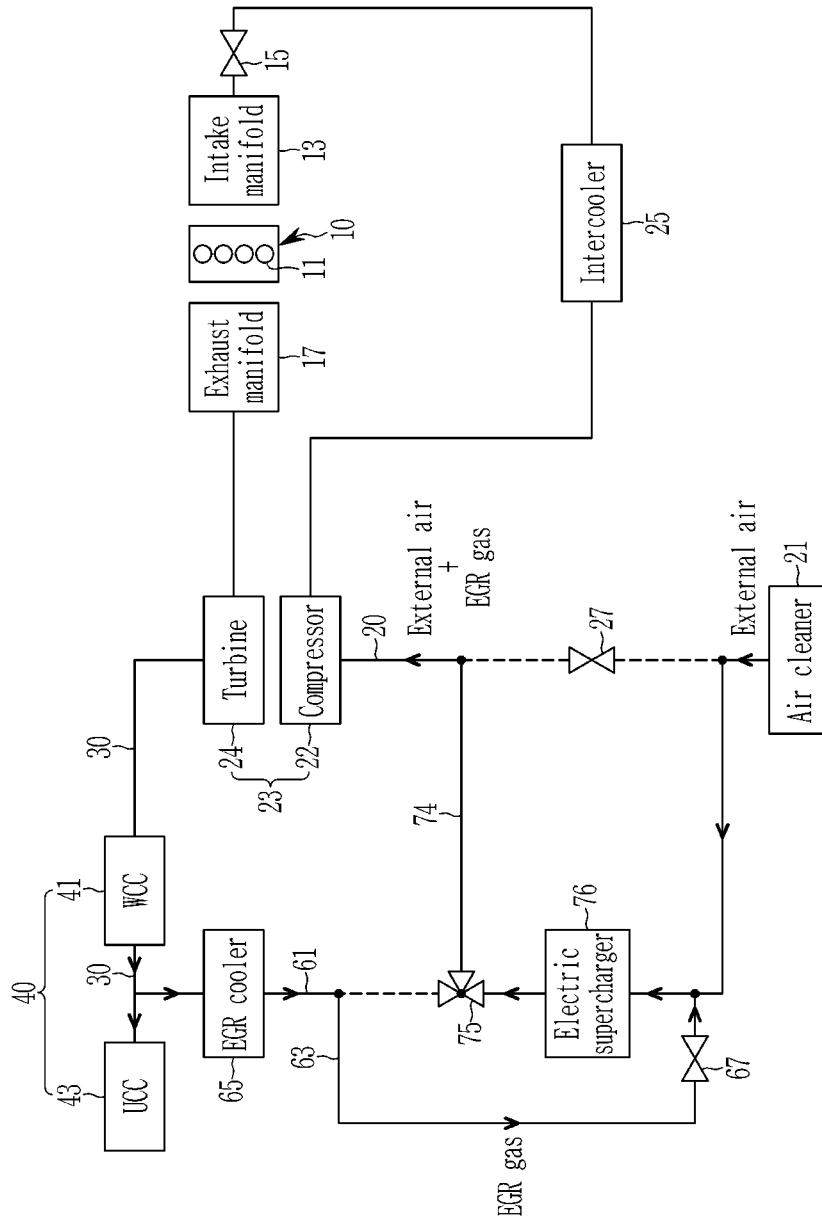 40
43
41
30
30
UCC
WCC
65
EGR cooler
61
63
24
Turbine
23
22
Compressor
20
Exhaust
manifold
17
11
10
Intake
manifold
13
15
75
74
External air
+
EGR gas
EGR gas
Electric
supercharger
76
27
Intercooler
25
67
External air
Air cleaner
21